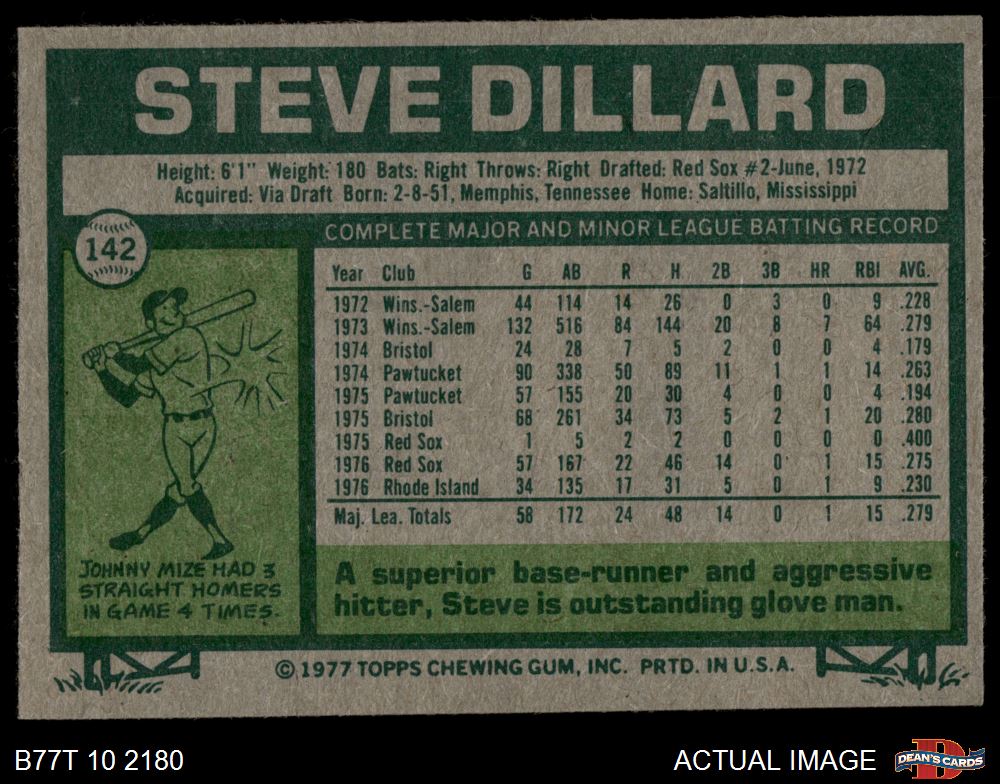 STEVE DILLARD
Height: 6'1" Weight: 180 Bats: Right Throws: Right Drafted: Red Sox #2-June, 1972
Acquired: Via Draft Born: 2-8-51, Memphis, Tennessee Home: Saltillo, Mississippi
142
COMPLETE MAJOR AND MINOR LEAGUE BATTING RECORD
Year Club G AB R H 2B 3B HR RBI AVG.
1972 Wins.-Salem 44 114 14 26 0 3 0 9 .228
1973 Wins.-Salem 132 516 84 144 20 8 7 64 .279
1974 Bristol 24 28 7 5 2 0 0 4 .179
1974 Pawtucket 90 338 50 89 11 1 1 14 .263
1975 Pawtucket 57 155 20 30 4 0 0 4 .194
1975 Bristol 68 261 34 73 5 2 1 20 .280
1975 Red Sox 1 5 2 2 0 0 0 0 .400
1976 Red Sox 57 167 22 46 14 0 1 15 .275
1976 Rhode Island 34 135 17 31 5 0 1 9 .230
Maj. Lea. Totals 58 172 24 48 14 0 1 15 .279
JOHNNY MIZE HAD 3
STRAIGHT HOMERS
IN GAME 4 TIMES.
A superior base-runner and aggressive
hitter, Steve is outstanding glove man.
© 1977 TOPPS CHEWING GUM, INC. PRTD. IN U.S.A.
B77T 10 2180
ACTUAL IMAGE
D
DEAN'S CARDS